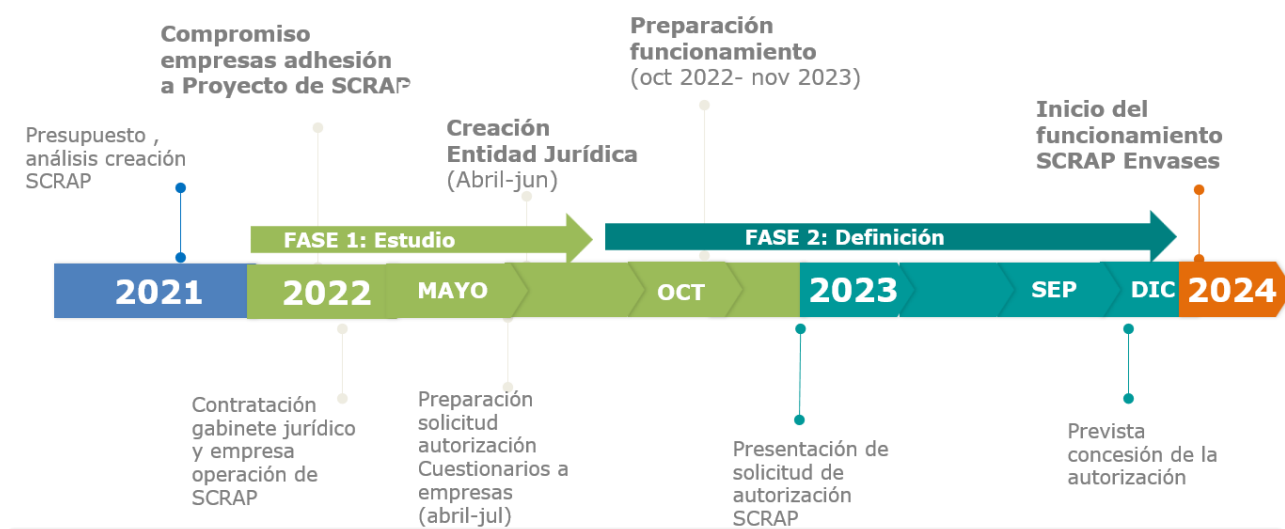 Compromiso
empresas adhesión
a Proyecto de SCRAP
Preparación
funcionamiento
(oct 2022- nov 2023)
Presupuesto ,
análisis creación
SCRAP
Creación
Entidad Jurídica
(Abril-jun)
Inicio del
funcionamiento
SCRAP Envases
FASE 1: Estudio
FASE 2: Definición
2021
2022
MAYO
OCT
2023
SEP
DIC
2024
Contratación
gabinete jurídico
y empresa
operación de
SCRAP
Preparación
solicitud
autorización
Cuestionarios a
empresas
(abril-jul)
Presentación de
solicitud de
autorización
SCRAP
Prevista
concesión de la
autorización